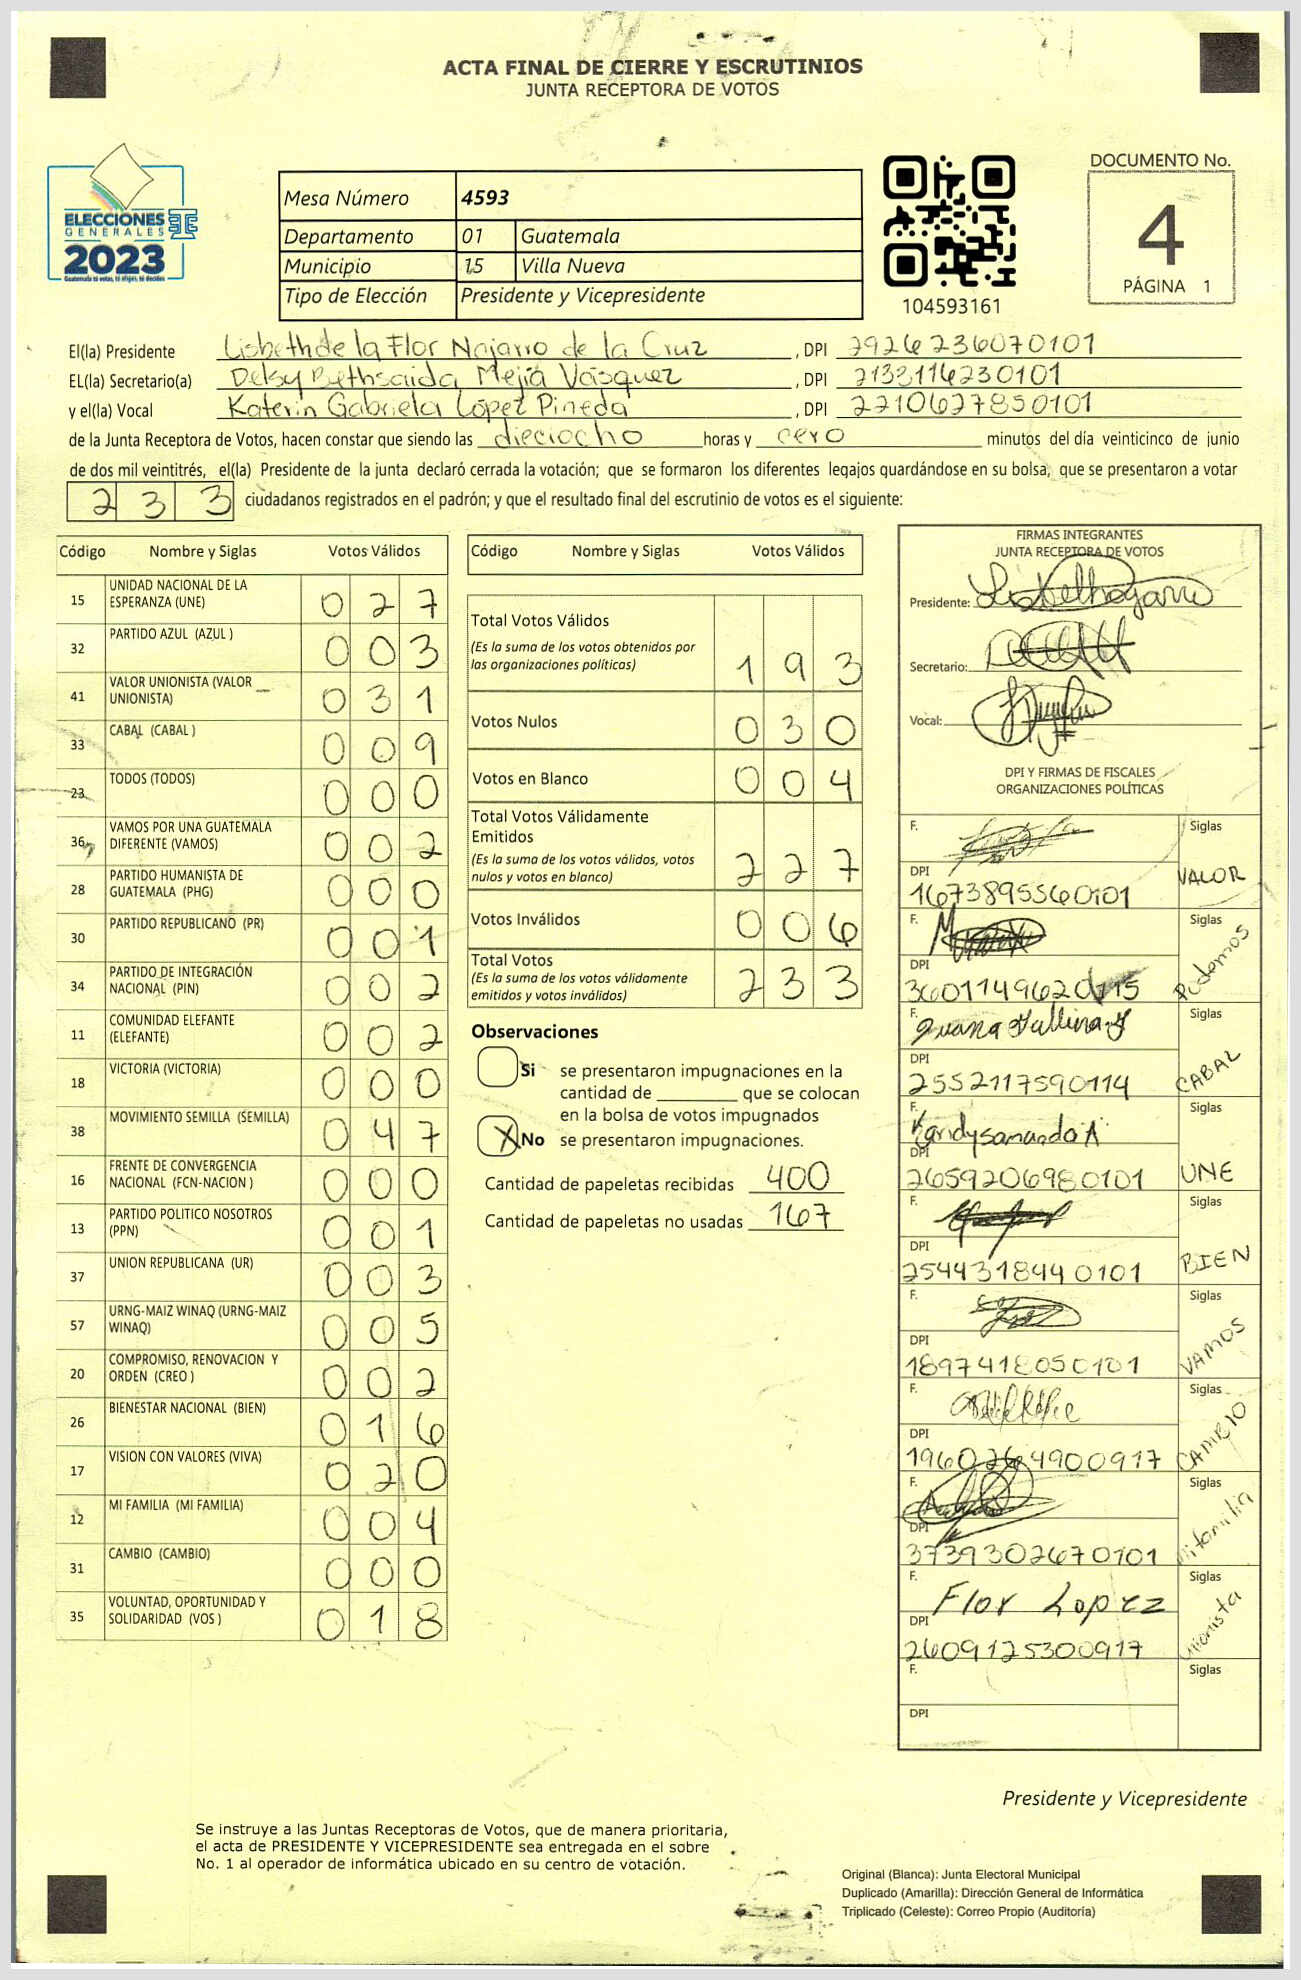 ACTA FINAL DE CIERRE Y ESCRUTINIOS
JUNTA RECEPTORA DE VOTOS
ELECCIONES
GENERALES
2023
Guatemala tú votas, tú eliges, tú decides
Mesa Número 4593
Departamento 01 Guatemala
Municipio 15 Villa Nueva
Tipo de Elección Presidente y Vicepresidente
104593161
DOCUMENTO No.
4
PÁGINA 1
El(la) Presidente Lisbeth de la Flor Najarro de la Cruz, DPI 2926236070101
EL(la) Secretario(a) Delsy Bethsaida Mejía Vásquez, DPI 2133116230101
y el(la) Vocal Katerin Gabriela López Pineda, DPI 2210627850101
de la Junta Receptora de Votos, hacen constar que siendo las dieciocho horas y cero minutos del día veinticinco de junio
de dos mil veintitrés, el(la) Presidente de la junta declaró cerrada la votación; que se formaron los diferentes legajos quardándose en su bolsa, que se presentaron a votar
233 ciudadanos registrados en el padrón; y que el resultado final del escrutinio de votos es el siguiente:
Código Nombre y Siglas Votos Válidos
15 UNIDAD NACIONAL DE LA ESPERANZA (UNE) 0 2 7
32 PARTIDO AZUL (AZUL ) 0 0 3
41 VALOR UNIONISTA (VALOR UNIONISTA) 0 3 1
33 CABAL (CABAL ) 0 0 9
23 TODOS (TODOS) 0 0 0
36 VAMOS POR UNA GUATEMALA DIFERENTE (VAMOS) 0 0 2
28 PARTIDO HUMANISTA DE GUATEMALA (PHG) 0 0 0
30 PARTIDO REPUBLICANO (PR) 0 0 1
34 PARTIDO DE INTEGRACIÓN NACIONAL (PIN) 0 0 2
11 COMUNIDAD ELEFANTE (ELEFANTE) 0 0 2
18 VICTORIA (VICTORIA) 0 0 0
38 MOVIMIENTO SEMILLA (SEMILLA) 0 4 7
16 FRENTE DE CONVERGENCIA NACIONAL (FCN-NACION ) 0 0 0
13 PARTIDO POLITICO NOSOTROS (PPN) 0 0 1
37 UNION REPUBLICANA (UR) 0 0 3
57 URNG-MAIZ WINAQ (URNG-MAIZ WINAQ) 0 0 5
20 COMPROMISO, RENOVACION Y ORDEN (CREO ) 0 0 2
26 BIENESTAR NACIONAL (BIEN) 0 1 6
17 VISION CON VALORES (VIVA) 0 2 0
12 MI FAMILIA (MI FAMILIA) 0 0 4
31 CAMBIO (CAMBIO) 0 0 0
35 VOLUNTAD, OPORTUNIDAD Y SOLIDARIDAD (VOS ) 0 1 8
Código Nombre y Siglas Votos Válidos
Total Votos Válidos 1 9 3
(Es la suma de los votos obtenidos por
las organizaciones políticas)
Votos Nulos 0 3 0
Votos en Blanco 0 0 4
Total Votos Válidamente
Emitidos 2 2 7
(Es la suma de los votos válidos, votos
nulos y votos en blanco)
Votos Inválidos 0 0 6
Total Votos 2 3 3
(Es la suma de los votos válidamente
emitidos y votos inválidos)
Observaciones
Si se presentaron impugnaciones en la
cantidad de ________ que se colocan
en la bolsa de votos impugnados
X No se presentaron impugnaciones.
Cantidad de papeletas recibidas 400
Cantidad de papeletas no usadas 167
FIRMAS INTEGRANTES
JUNTA RECEPTORA DE VOTOS
Presidente:
Secretario:
Vocal:
DPI Y FIRMAS DE FISCALES
ORGANIZACIONES POLÍTICAS
F. Siglas
DPI 1673895560101 VALOR
F. Siglas
DPI Podemos
F. Siglas
DPI 2552117590114 CABAL
F. Siglas
DPI 2659206980101 UNE
F. Siglas
DPI 2544318440101 BIEN
F. Siglas
DPI 1897418050101 VAMOS
F. Siglas
DPI 1960264900917 CAMBIO
F. Siglas
DPI 3739302670101 Mi familia
F. Flor Lopez Siglas
DPI 2609125300917 Unionista
F. Siglas
DPI
Presidente y Vicepresidente
Se instruye a las Juntas Receptoras de Votos, que de manera prioritaria,
el acta de PRESIDENTE Y VICEPRESIDENTE sea entregada en el sobre
No. 1 al operador de informática ubicado en su centro de votación.
Original (Blanca): Junta Electoral Municipal
Duplicado (Amarilla): Dirección General de Informática
Triplicado (Celeste): Correo Propio (Auditoría)